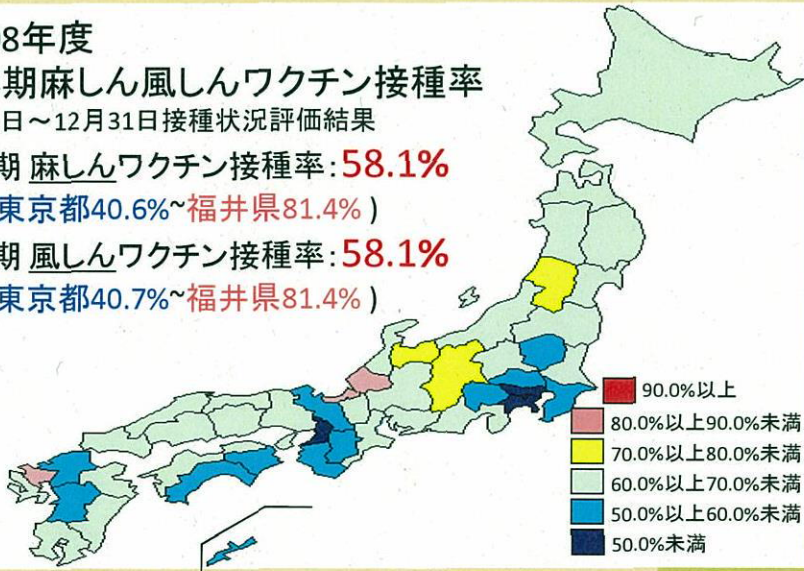 8年度
期麻しん風しんワクチン接種率
日～12月31日接種状況評価結果
期 麻しんワクチン接種率：58.1%
東京都40.6%~福井県81.4% )
期 風しんワクチン接種率：58.1%
東京都40.7%~福井県81.4% )
90.0%以上
80.0%以上90.0%未満
70.0%以上80.0%未満
60.0%以上70.0%未満
50.0%以上60.0%未満
50.0%未満